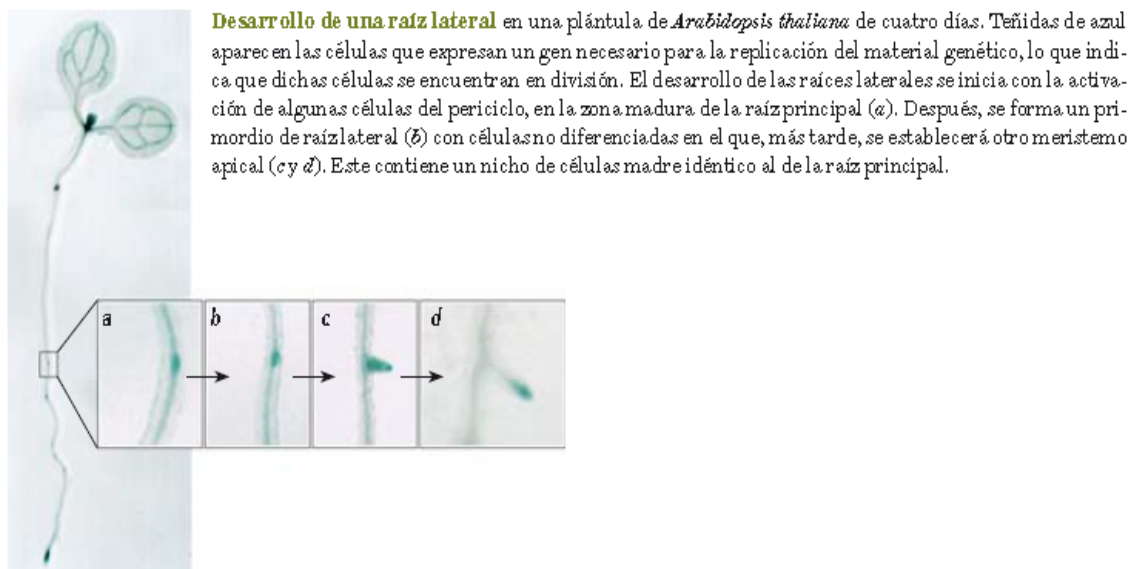 Desarrollo de una raíz lateral en una plántula de Arabidopsis thaliana de cuatro días. Teñidas de azul
aparecen las células que expresan un gen necesario para la replicación del material genético, lo que indi-
ca que dichas células se encuentran en división. El desarrollo de las raíces laterales se inicia con la activa-
ción de algunas células del periciclo, en la zona madura de la raíz principal (a). Después, se forma un pri-
mordio de raíz lateral (b) con células no diferenciadas en el que, más tarde, se establecerá otro meristemo
apical (c y d). Este contiene un nicho de células madre idéntico al de la raíz principal.
a
b
c
d